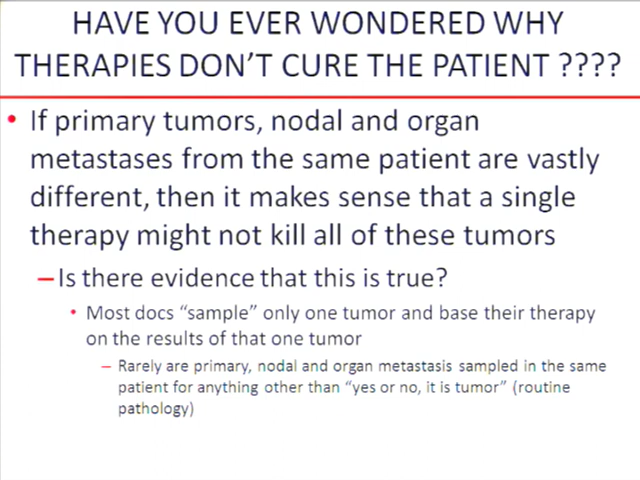 HAVE YOU EVER WONDERED WHY
THERAPIES DON'T CURE THE PATIENT ????
• If primary tumors, nodal and organ
metastases from the same patient are vastly
different, then it makes sense that a single
therapy might not kill all of these tumors
– Is there evidence that this is true?
• Most docs “sample” only one tumor and base their therapy
on the results of that one tumor
– Rarely are primary, nodal and organ metastasis sampled in the same
patient for anything other than “yes or no, it is tumor” (routine
pathology)